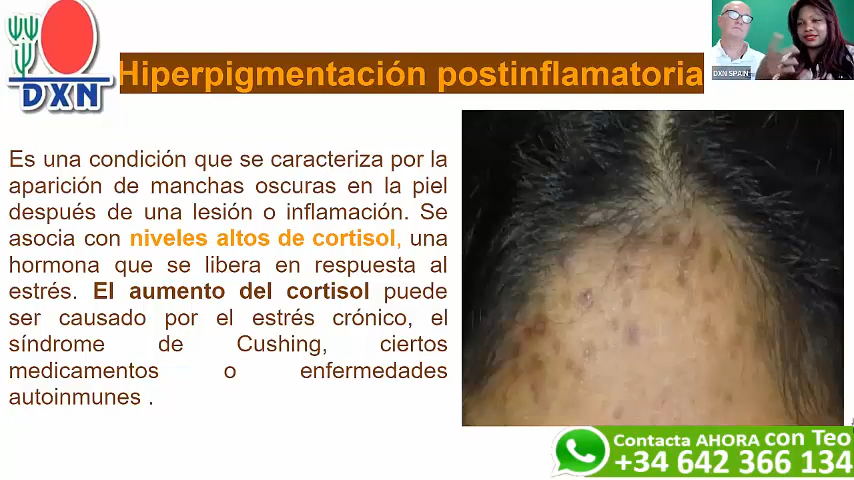 DXN
DXN SPAIN
Hiperpigmentación postinflamatoria
Es una condición que se caracteriza por la
aparición de manchas oscuras en la piel
después de una lesión o inflamación. Se
asocia con niveles altos de cortisol, una
hormona que se libera en respuesta al
estrés. El aumento del cortisol puede
ser causado por el estrés crónico, el
síndrome de Cushing, ciertos
medicamentos o enfermedades
autoinmunes .
Contacta AHORA con Teo
+34 642 366 134